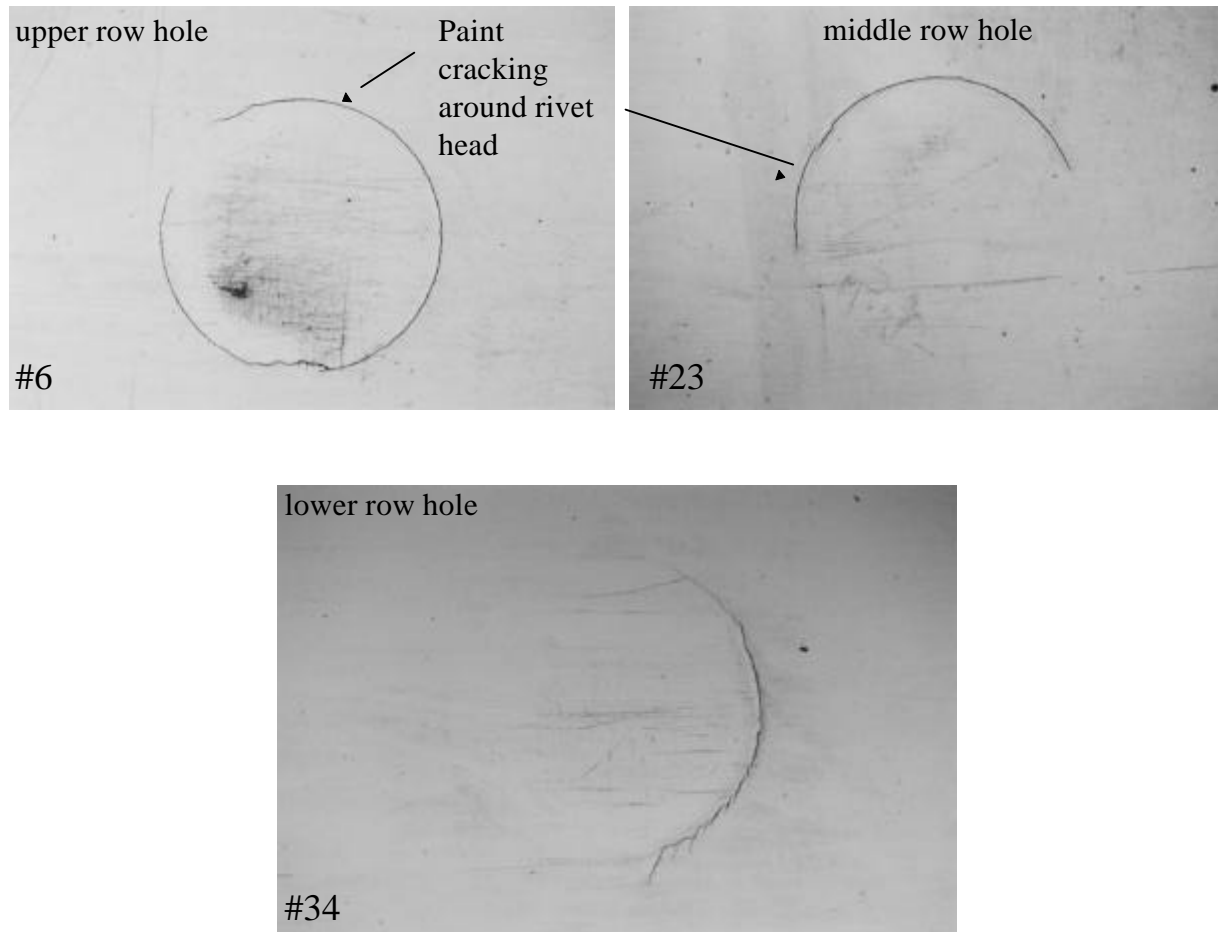 upper row hole
Paint
cracking
around rivet
head
#6
middle row hole
#23
lower row hole
#34